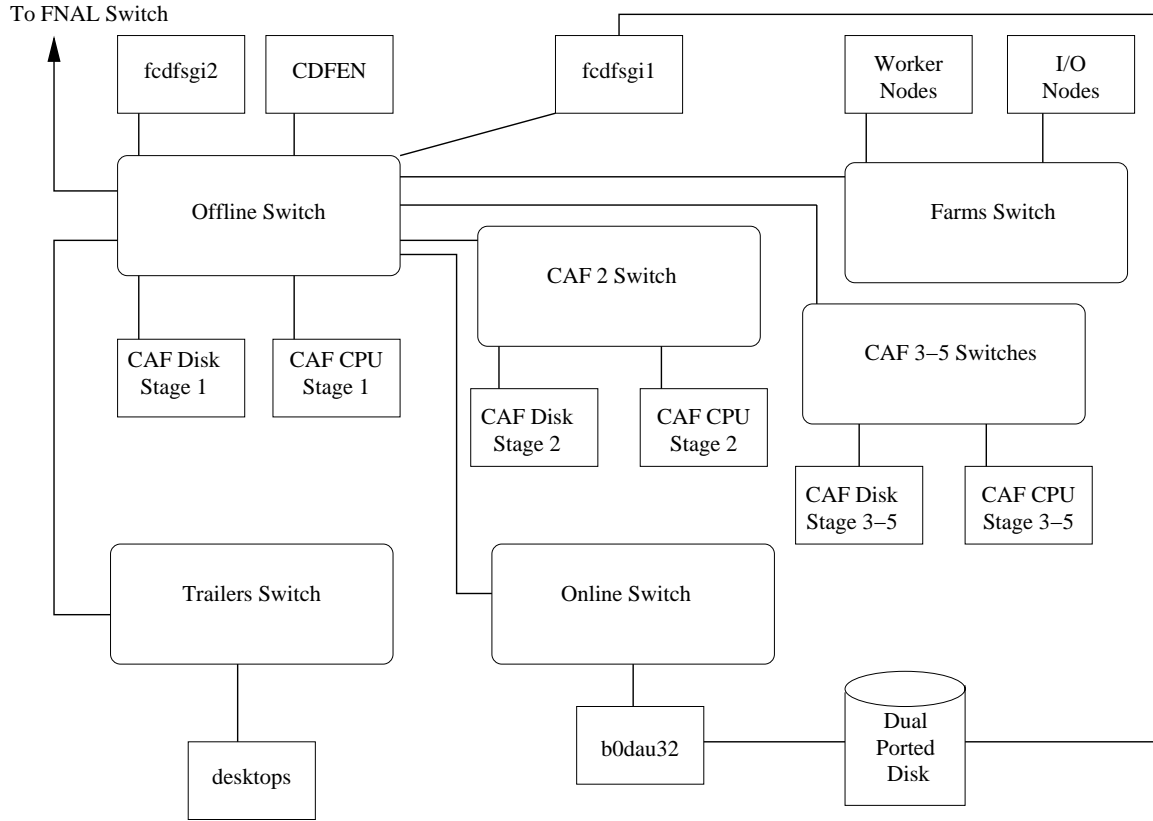 To FNAL Switch
fcdfsgi2
CDFEN
fcdfsgi1
Worker
Nodes
I/O
Nodes
Offline Switch
Farms Switch
CAF 2 Switch
CAF 3−5 Switches
CAF Disk
Stage 1
CAF CPU
Stage 1
CAF Disk
Stage 2
CAF CPU
Stage 2
CAF Disk
Stage 3−5
CAF CPU
Stage 3−5
Trailers Switch
Online Switch
desktops
b0dau32
Dual
Ported
Disk